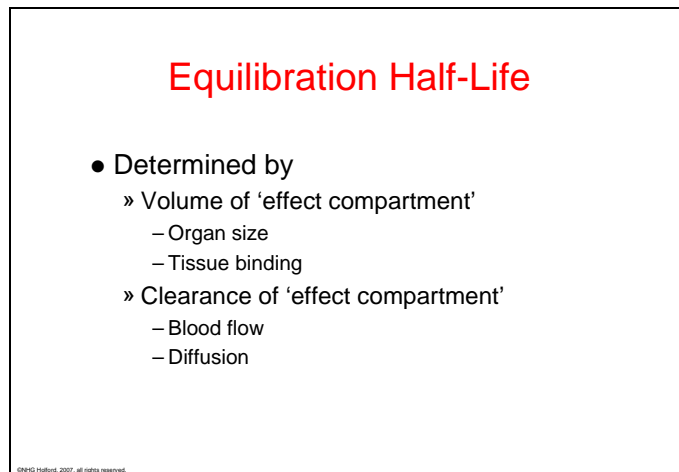 Equilibration Half-Life
● Determined by
» Volume of ‘effect compartment’
– Organ size
– Tissue binding
» Clearance of ‘effect compartment’
– Blood flow
– Diffusion
©NHG Holford, 2007, all rights reserved.